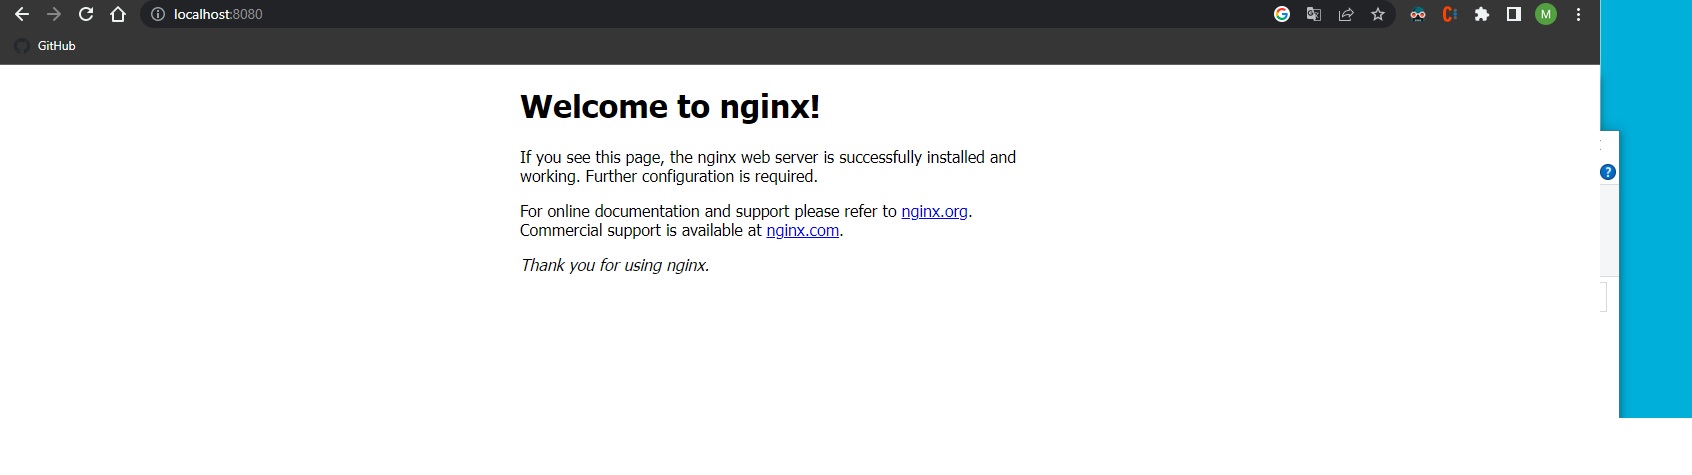 localhost:8080
M
GitHub
Welcome to nginx!
If you see this page, the nginx web server is successfully installed and
working. Further configuration is required.
For online documentation and support please refer to nginx.org.
Commercial support is available at nginx.com.
Thank you for using nginx.
?